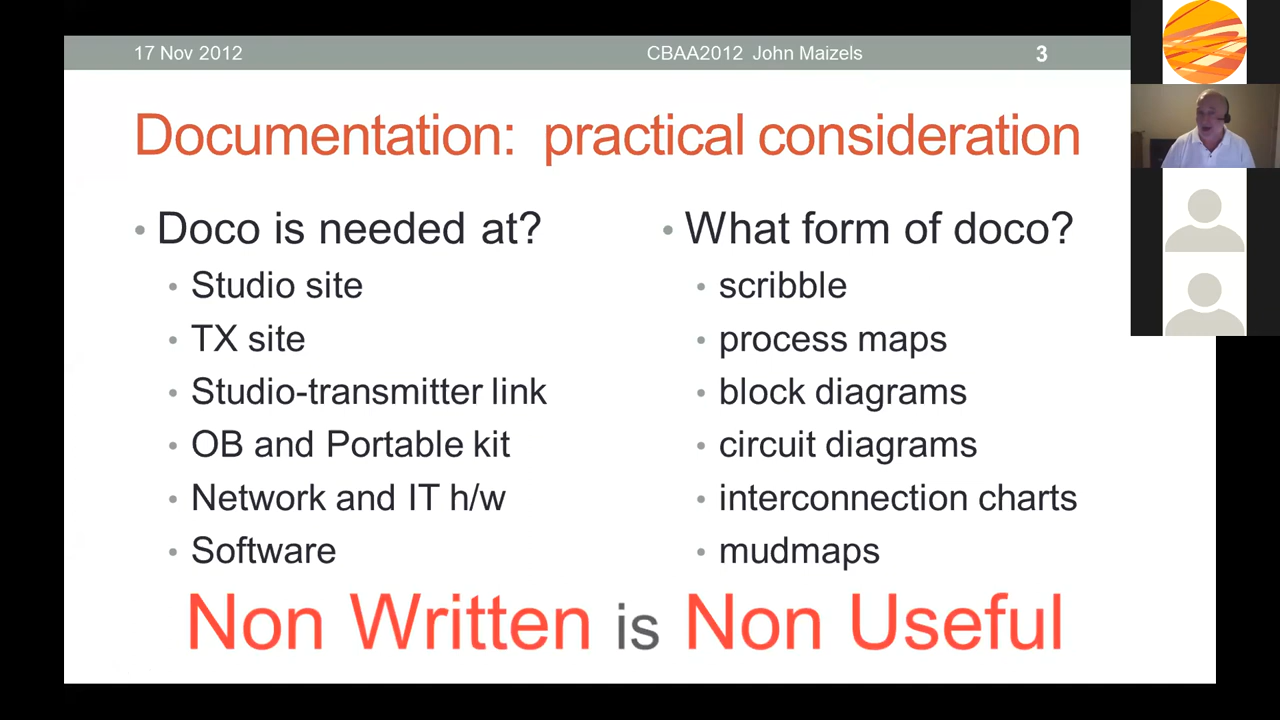 17 Nov 2012
CBAA2012 John Maizels
3
Documentation: practical consideration
• Doco is needed at?
• Studio site
• TX site
• Studio-transmitter link
• OB and Portable kit
• Network and IT h/w
• Software
• What form of doco?
• scribble
• process maps
• block diagrams
• circuit diagrams
• interconnection charts
• mudmaps
Non Written is Non Useful